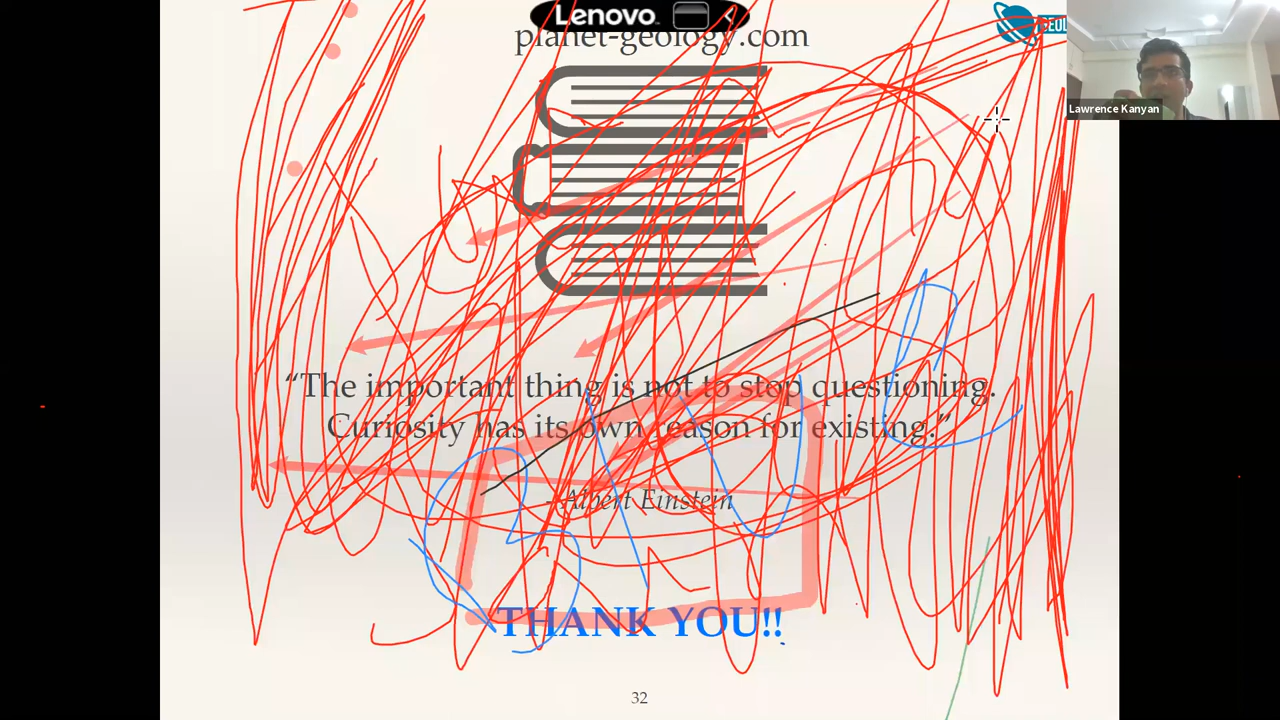 Lenovo
planet-geology.com
Lawrence Kanyan
“The important thing is not to stop questioning.
Curiosity has its own reason for existing.”
- Albert Einstein
THANK YOU!!
32